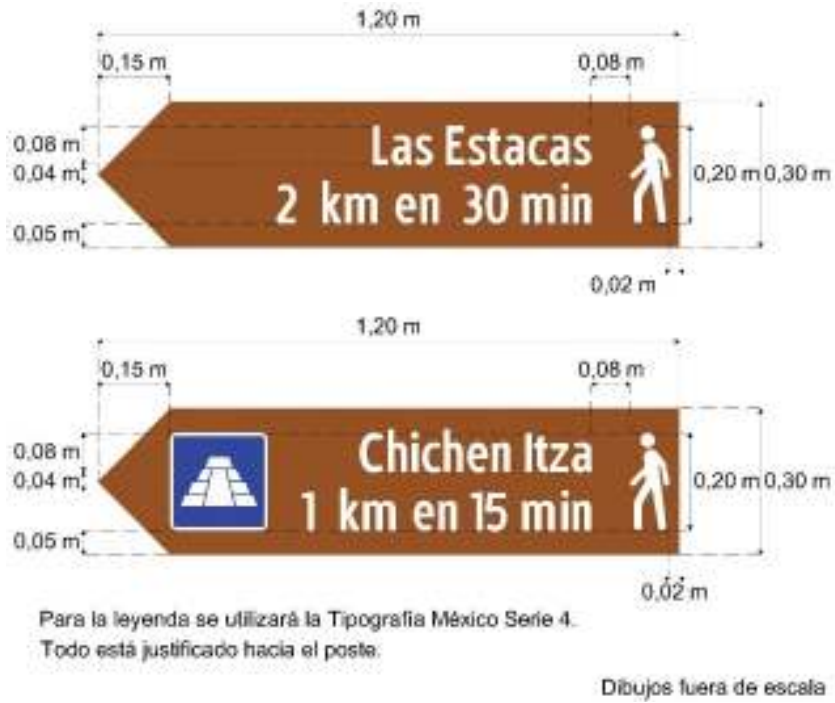 1,20 m
0,15 m 0,08 m
0,08 m
0,04 m
0,05 m
Las Estacas
2 km en 30 min
0,20 m 0,30 m
0,02 m
1,20 m
0,15 m 0,08 m
0,08 m
0,04 m
0,05 m
Chichen Itza
1 km en 15 min
0,20 m 0,30 m
0,02 m
Para la leyenda se utilizará la Tipografía México Serie 4.
Todo está justificado hacia el poste.
Dibujos fuera de escala